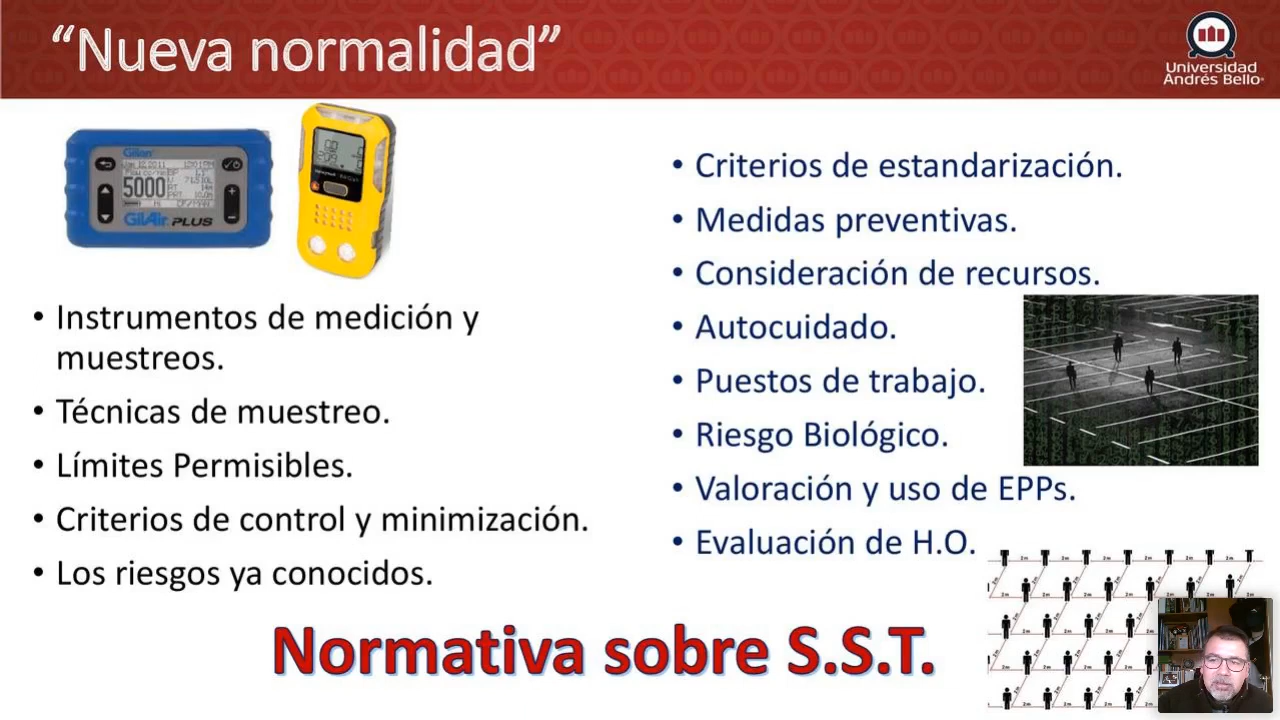 “Nueva normalidad”
Universidad
Andrés Bello
Gilian
5000
GilAir PLUS
• Instrumentos de medición y
muestreos.
• Técnicas de muestreo.
• Límites Permisibles.
• Criterios de control y minimización.
• Los riesgos ya conocidos.
• Criterios de estandarización.
• Medidas preventivas.
• Consideración de recursos.
• Autocuidado.
• Puestos de trabajo.
• Riesgo Biológico.
• Valoración y uso de EPPs.
• Evaluación de H.O.
Normativa sobre S.S.T.